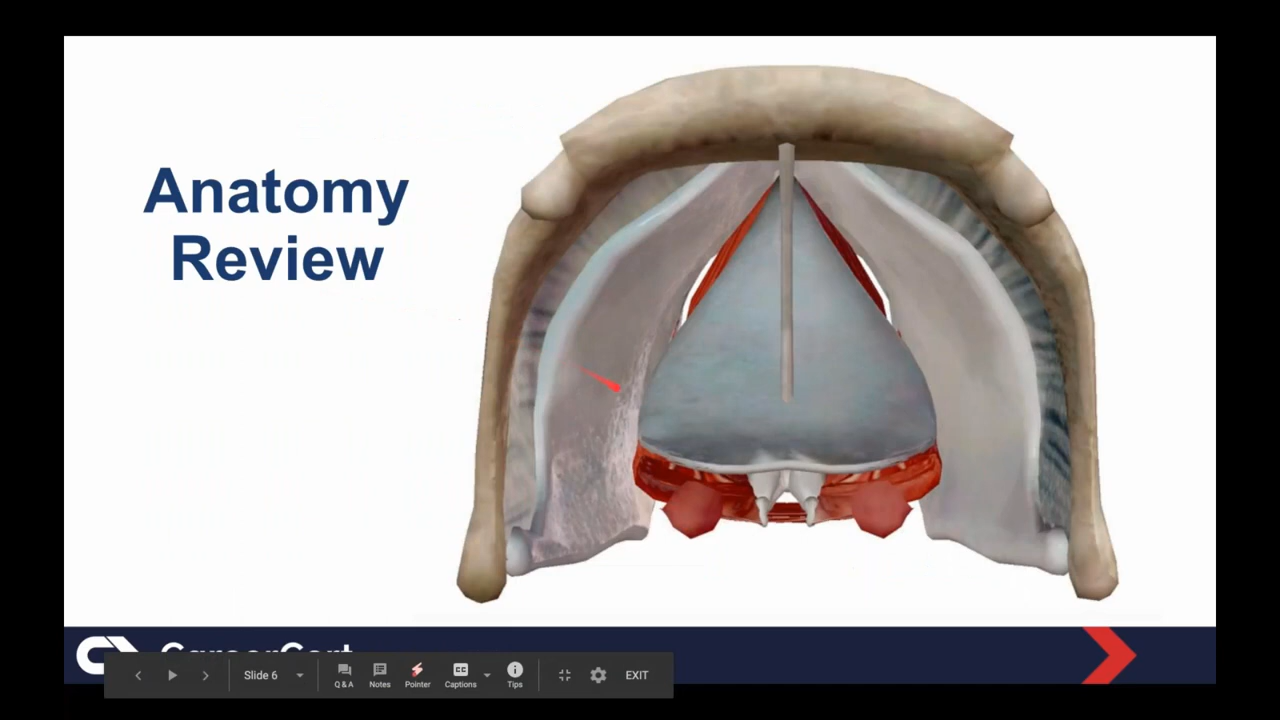 Anatomy
Review
Slide 6
Q & A
Notes
Pointer
Captions
Tips
EXIT